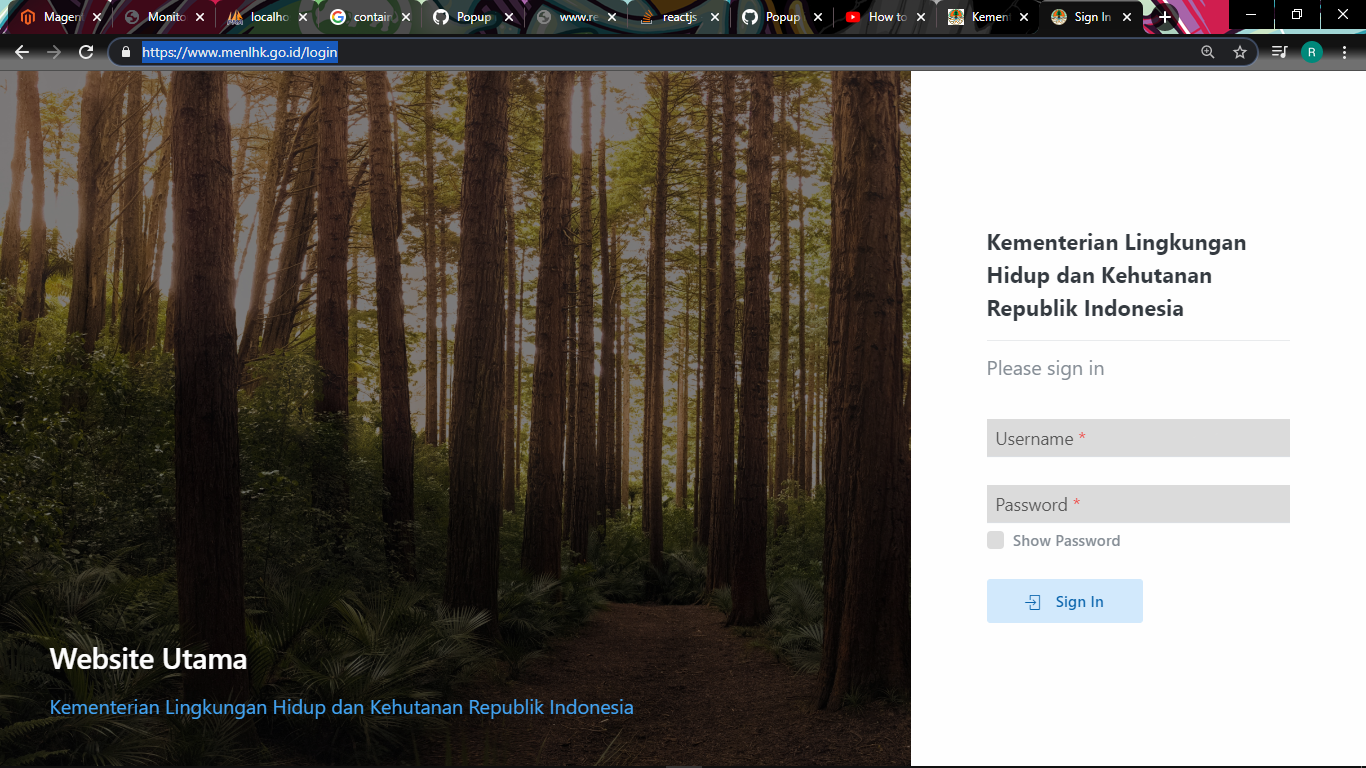 Magen
Monito
localho
contain
Popup
www.re
reactjs
Popup
How to
Kement
Sign In
https://www.menlhk.go.id/login
R
Kementerian Lingkungan
Hidup dan Kehutanan
Republik Indonesia
Please sign in
Username *
Password *
Show Password
Sign In
Website Utama
Kementerian Lingkungan Hidup dan Kehutanan Republik Indonesia